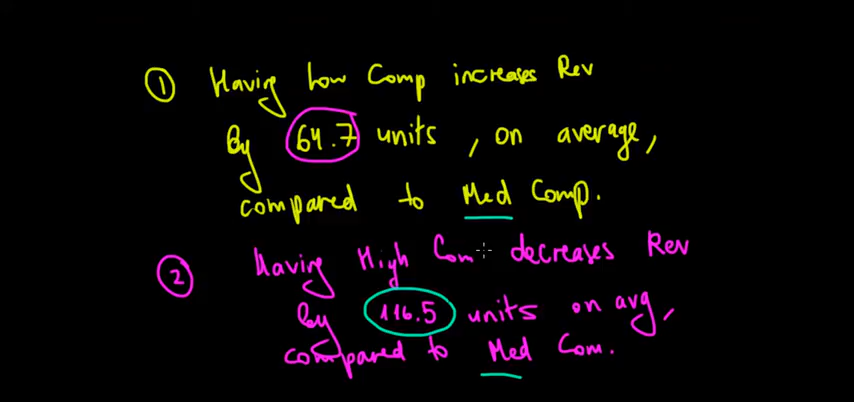 ① Having Low Comp increases Rev
By 64.7 units, on average,
compared to Med Comp.
② Having High Com decreases Rev
By 116.5 units on avg,
compared to Med Com.